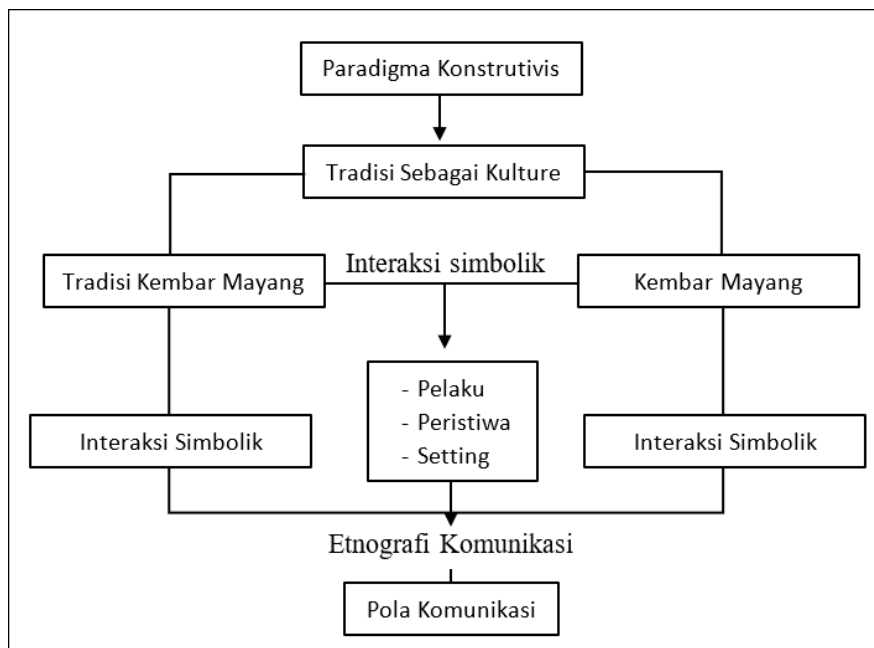 Paradigma Konstrutivis
Tradisi Sebagai Kulture
Interaksi simbolik
Tradisi Kembar Mayang
Kembar Mayang
- Pelaku
- Peristiwa
- Setting
Interaksi Simbolik
Interaksi Simbolik
Etnografi Komunikasi
Pola Komunikasi